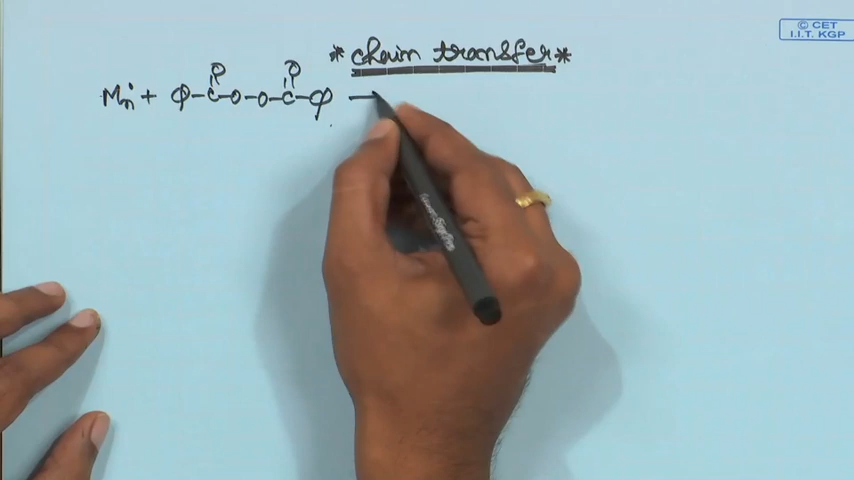 © CET
I.I.T. KGP
*chain transfer*
O O
Mn• + φ-C-O-O-C-φ —